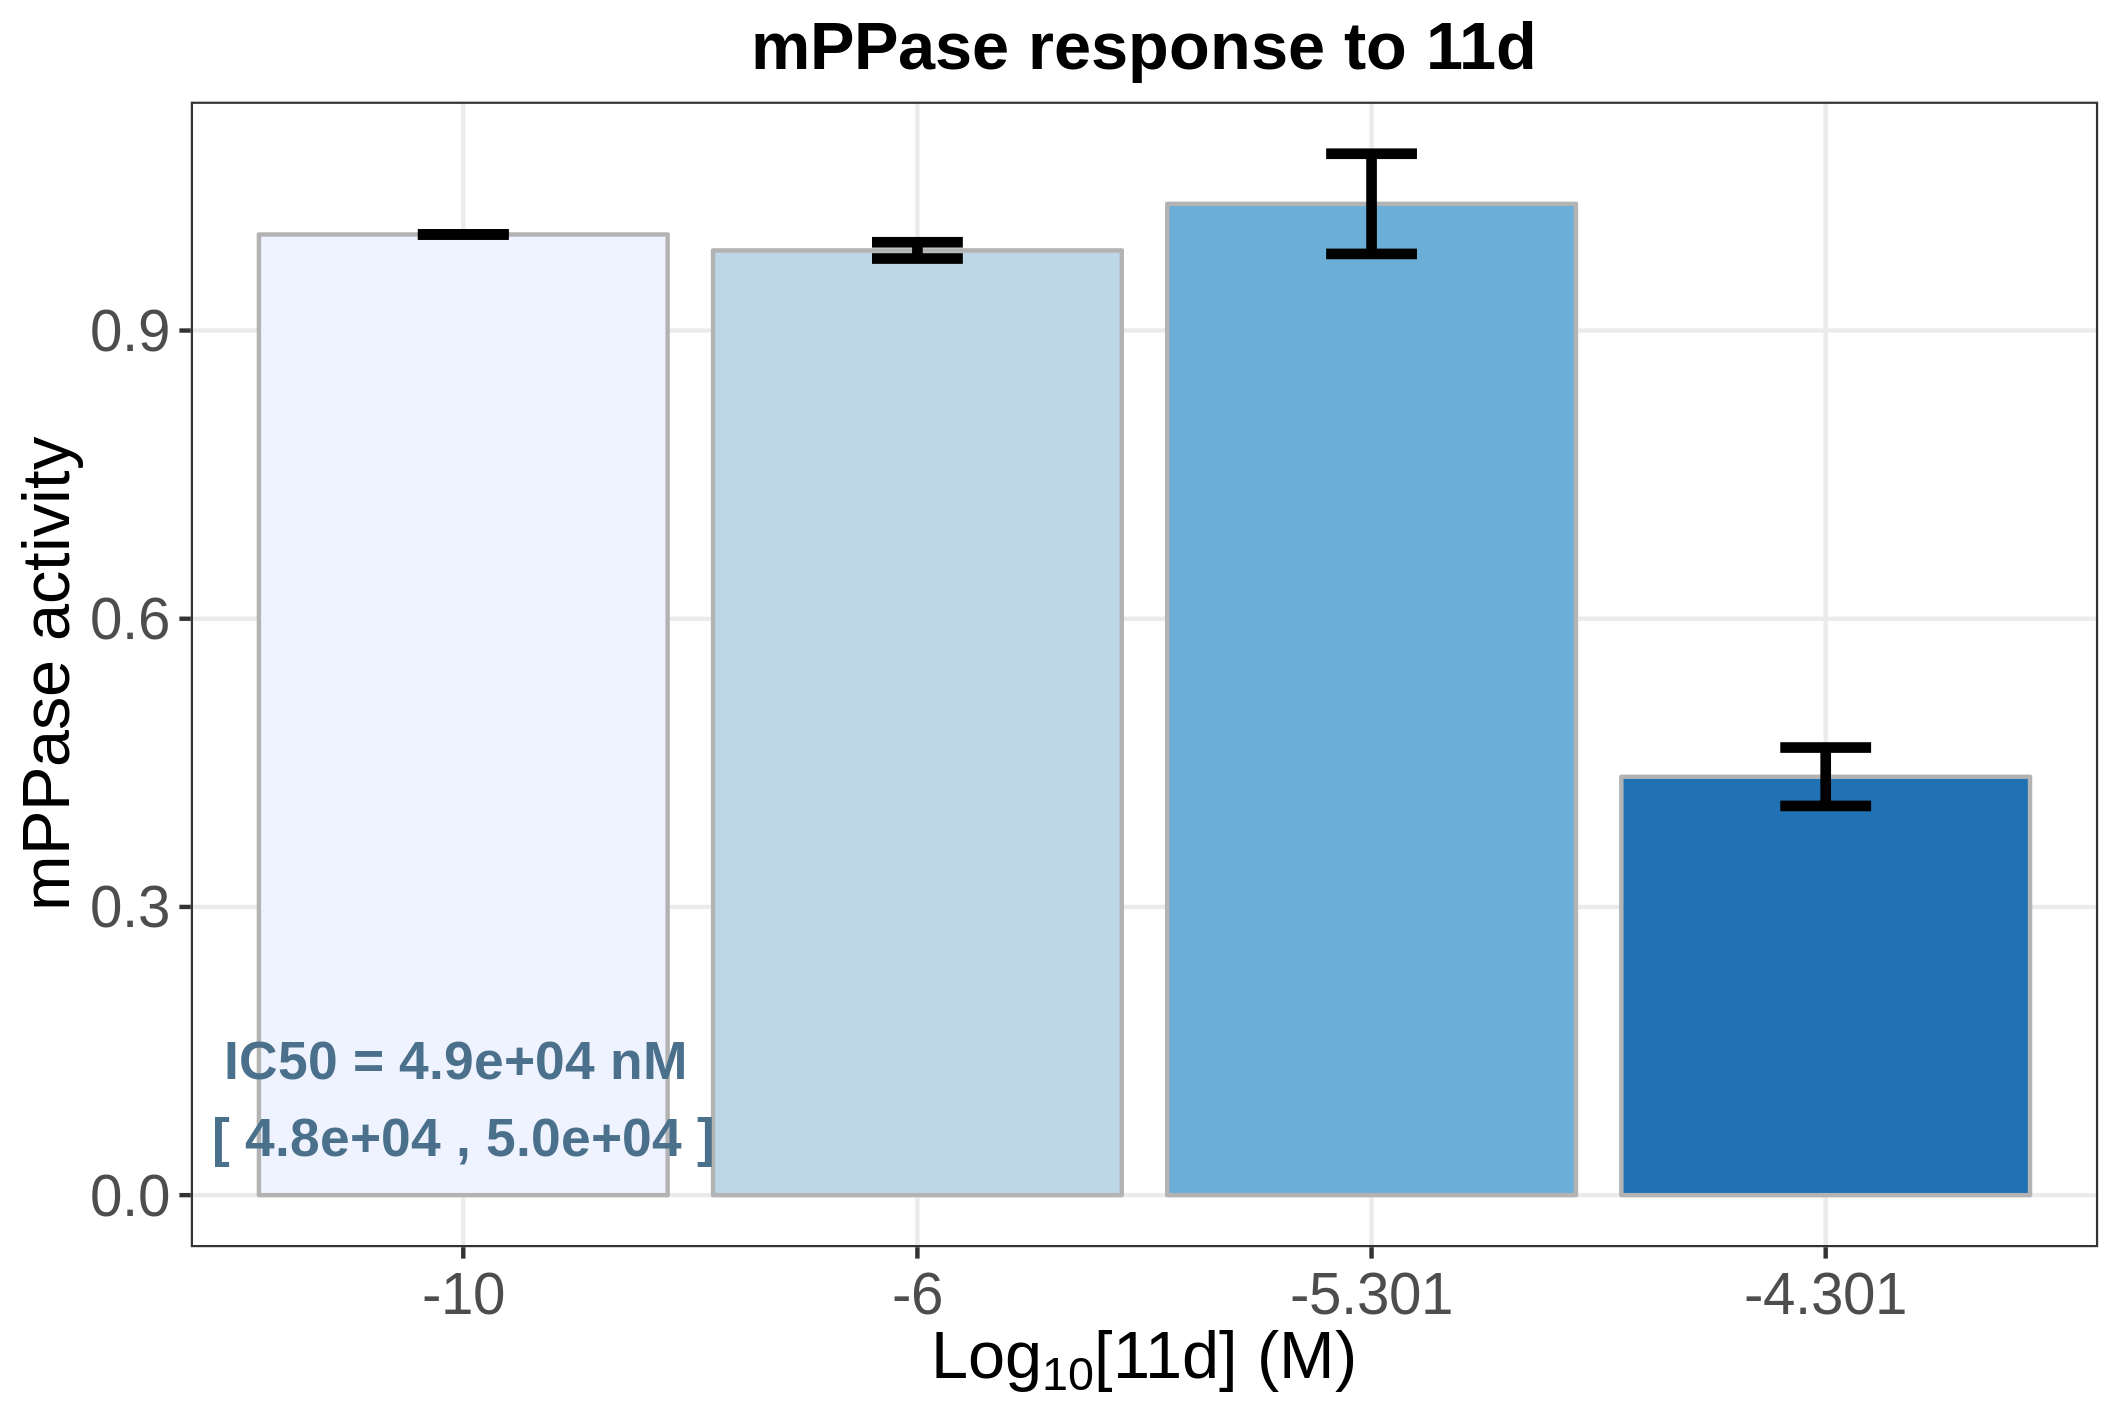 mPPase response to 11d
mPPase activity
0.9
0.6
0.3
0.0
IC50 = 4.9e+04 nM
[ 4.8e+04 , 5.0e+04 ]
-10
-6
-5.301
-4.301
Log₁₀[11d] (M)